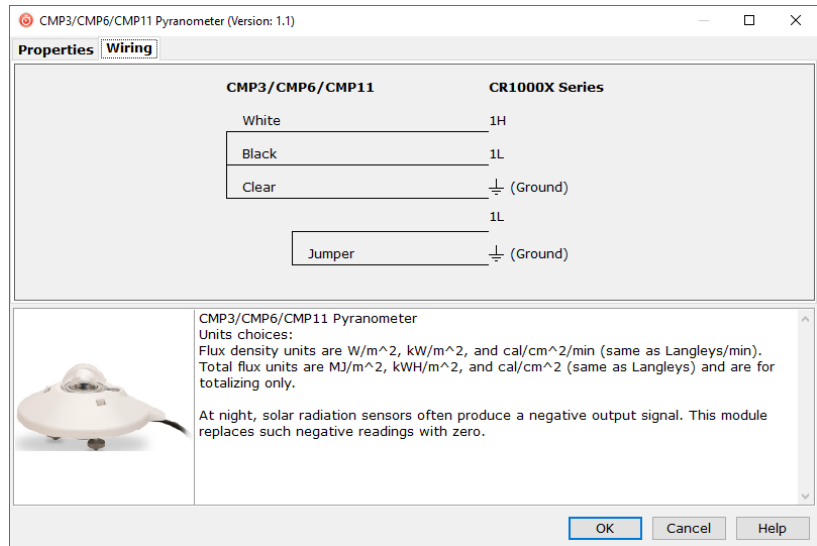 CMP3/CMP6/CMP11 Pyranometer (Version: 1.1)
Properties Wiring
CMP3/CMP6/CMP11 CR1000X Series
White 1H
Black 1L
Clear ⏚ (Ground)
1L
Jumper ⏚ (Ground)
CMP3/CMP6/CMP11 Pyranometer
Units choices:
Flux density units are W/m^2, kW/m^2, and cal/cm^2/min (same as Langleys/min).
Total flux units are MJ/m^2, kWH/m^2, and cal/cm^2 (same as Langleys) and are for
totalizing only.
At night, solar radiation sensors often produce a negative output signal. This module
replaces such negative readings with zero.
OK Cancel Help